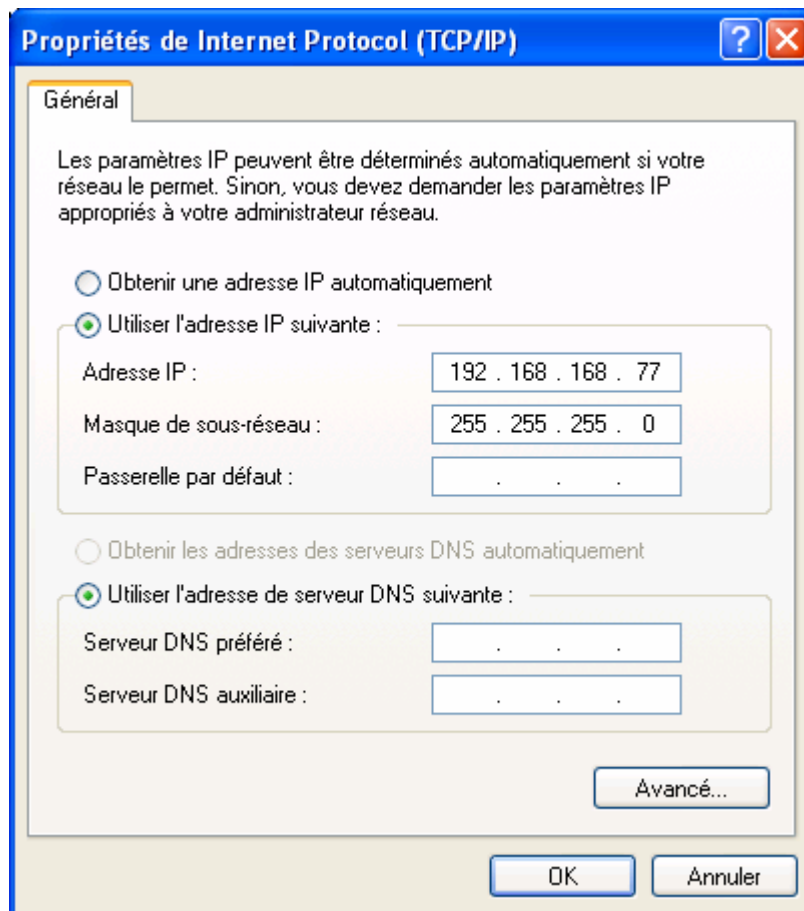 Propriétés de Internet Protocol (TCP/IP)
Général
Les paramètres IP peuvent être déterminés automatiquement si votre
réseau le permet. Sinon, vous devez demander les paramètres IP
appropriés à votre administrateur réseau.
Obtenir une adresse IP automatiquement
Utiliser l'adresse IP suivante :
Adresse IP : 192 . 168 . 168 . 77
Masque de sous-réseau : 255 . 255 . 255 . 0
Passerelle par défaut : . . .
Obtenir les adresses des serveurs DNS automatiquement
Utiliser l'adresse de serveur DNS suivante :
Serveur DNS préféré : . . .
Serveur DNS auxiliaire : . . .
Avancé...
OK Annuler